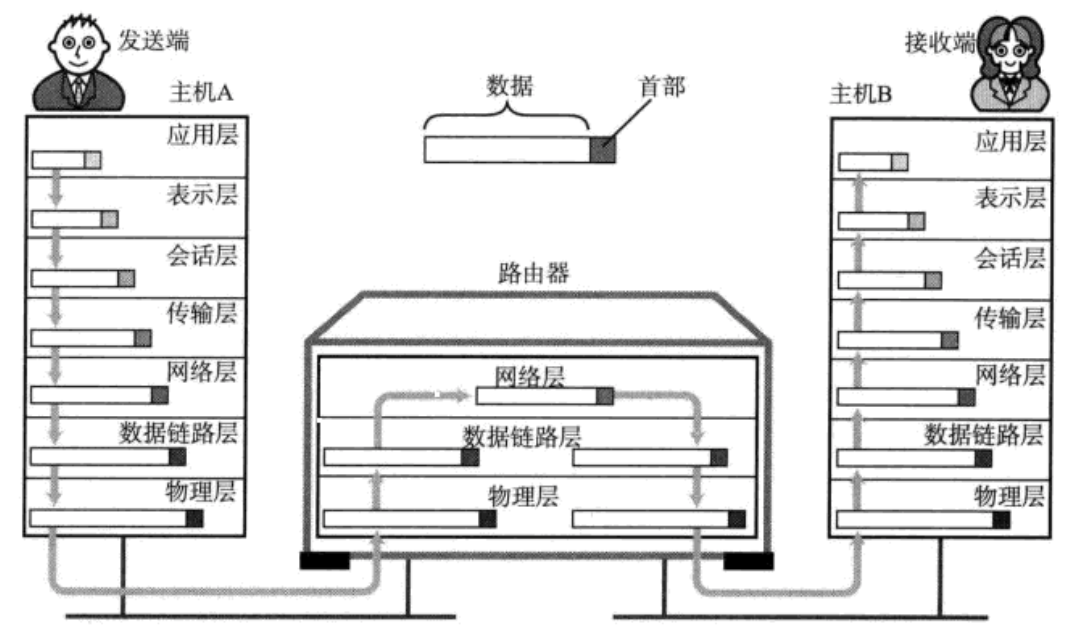 发送端
接收端
主机A
数据
首部
主机B
应用层
表示层
会话层
传输层
网络层
数据链路层
物理层
路由器
网络层
数据链路层
物理层
应用层
表示层
会话层
传输层
网络层
数据链路层
物理层